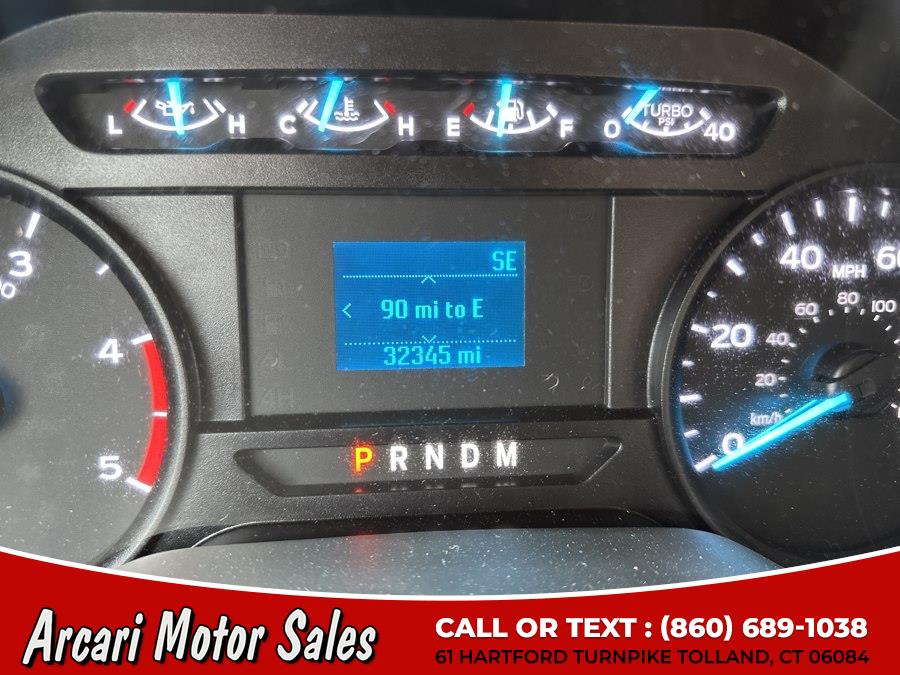 L H C H E F 0 TURBO PSI 40
SE
90 mi to E
32345 mi
P R N D M
3
4
5
0 20 40 60
MPH
20 40 60 80 100
km/h
Arcari Motor Sales
CALL OR TEXT : (860) 689-1038
61 HARTFORD TURNPIKE TOLLAND, CT 06084